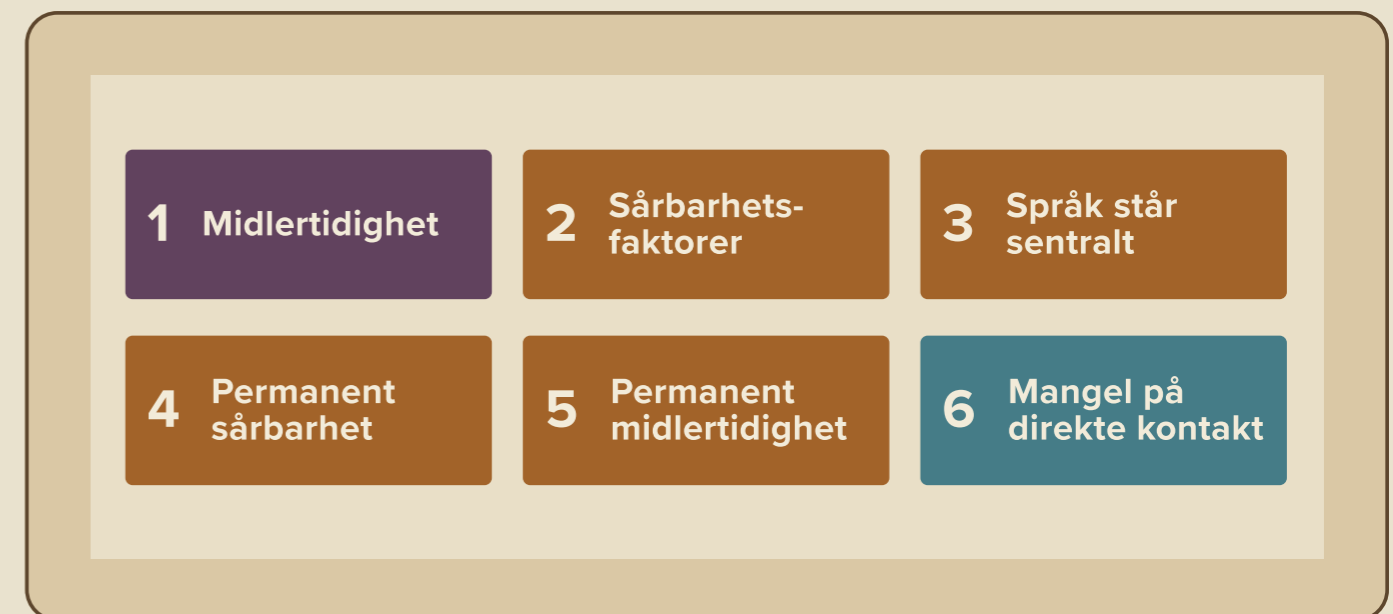 1 Midlertidighet
2 Sårbarhets-
faktorer
3 Språk står
sentralt
4 Permanent
sårbarhet
5 Permanent
midlertidighet
6 Mangel på
direkte kontakt